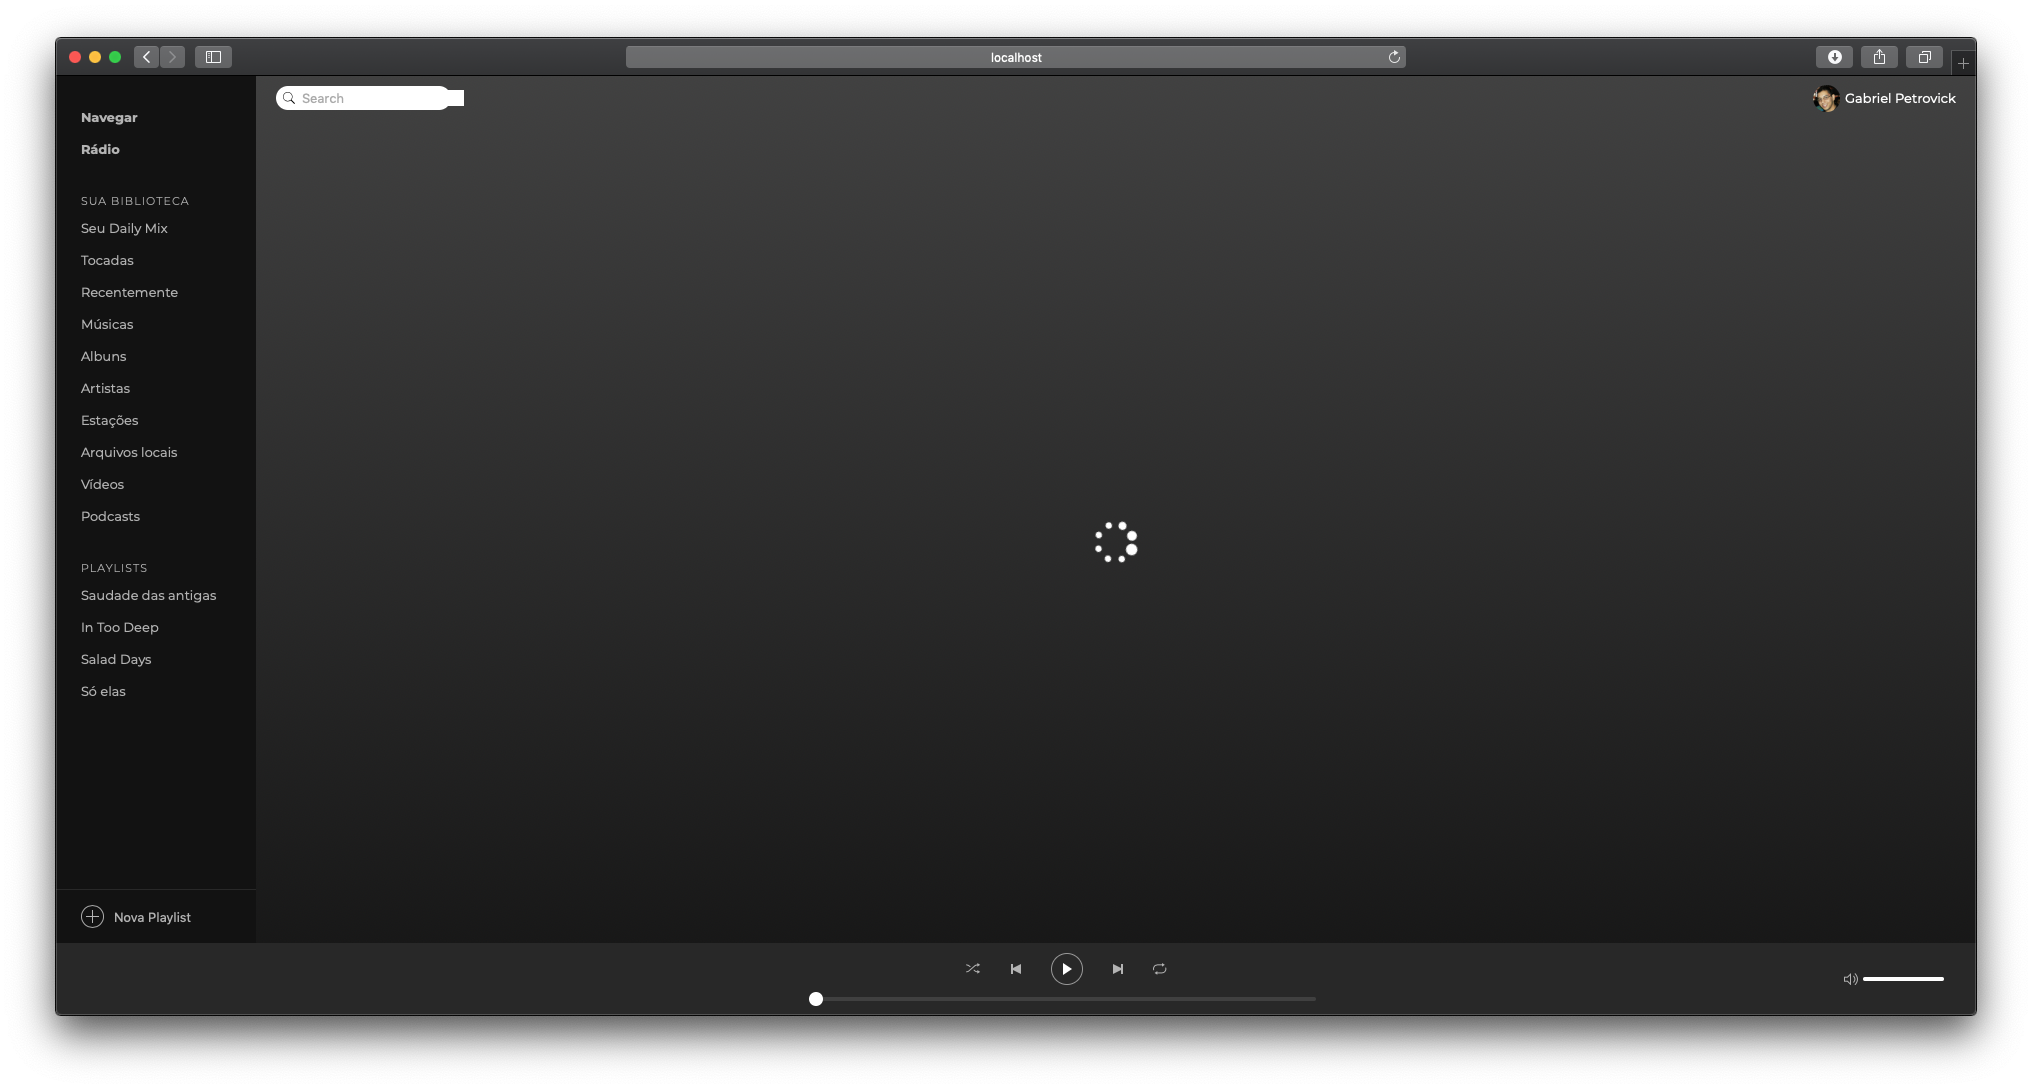 localhost
Search
Gabriel Petrovick
Navegar
Rádio
SUA BIBLIOTECA
Seu Daily Mix
Tocadas
Recentemente
Músicas
Albuns
Artistas
Estações
Arquivos locais
Vídeos
Podcasts
PLAYLISTS
Saudade das antigas
In Too Deep
Salad Days
Só elas
Nova Playlist